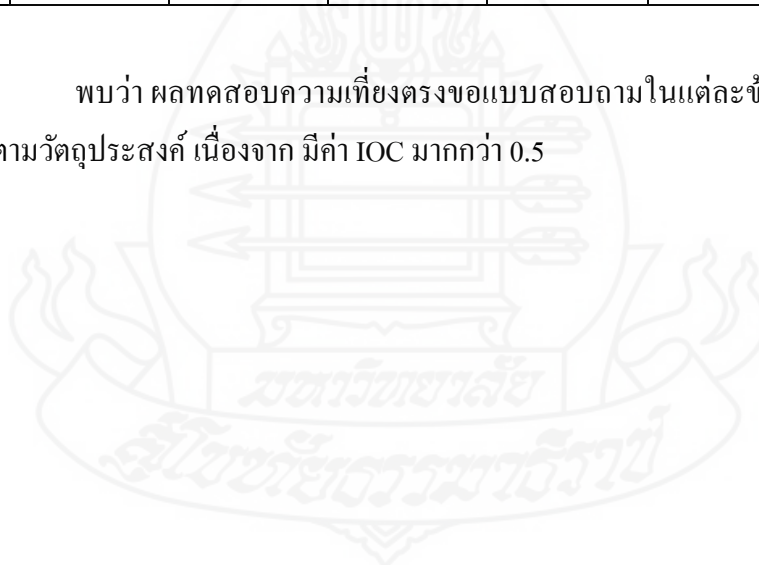 พบว่า ผลทดสอบความเที่ยงตรงขอแบบสอบถามในแต่ละข้
ตามวัตถุประสงค์ เนื่องจาก มีค่า IOC มากกว่า 0.5
มหาวิทยาลัย
สุโขทัยธรรมาธิราช